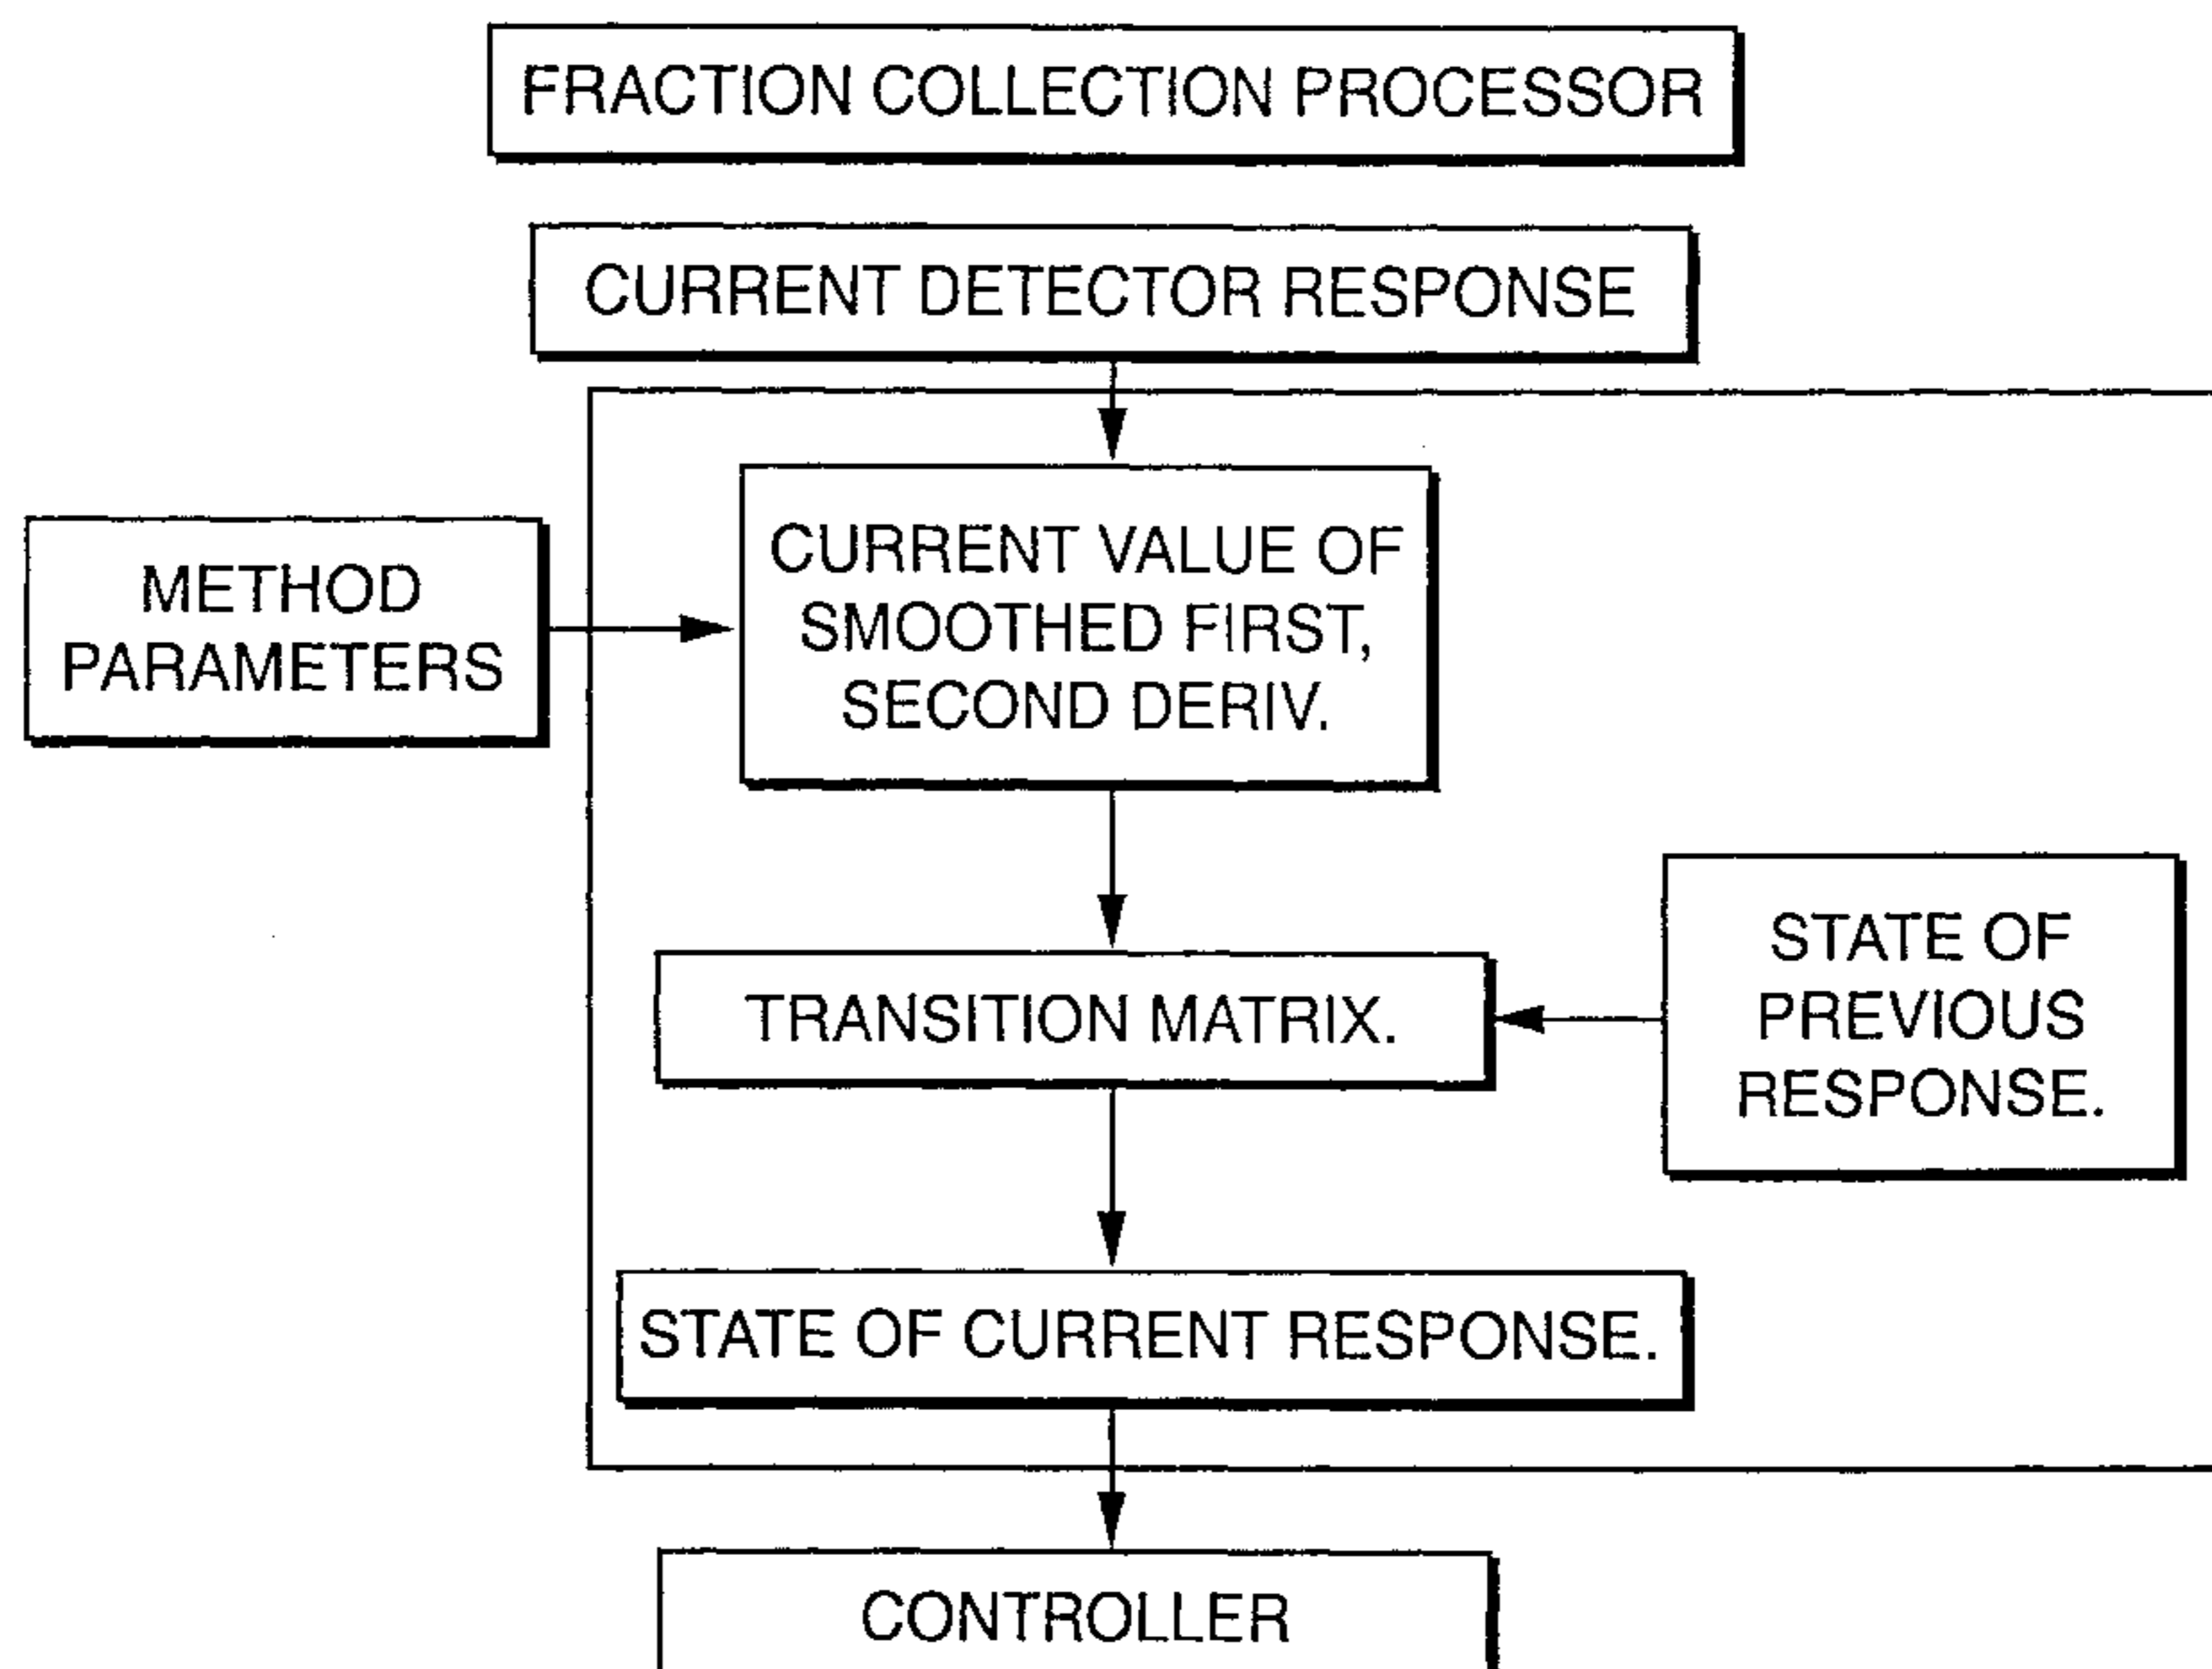 FRACTION COLLECTION PROCESSOR
CURRENT DETECTOR RESPONSE
METHOD
PARAMETERS
CURRENT VALUE OF
SMOOTHED FIRST,
SECOND DERIV.
TRANSITION MATRIX.
STATE OF
PREVIOUS
RESPONSE.
STATE OF CURRENT RESPONSE.
CONTROLLER